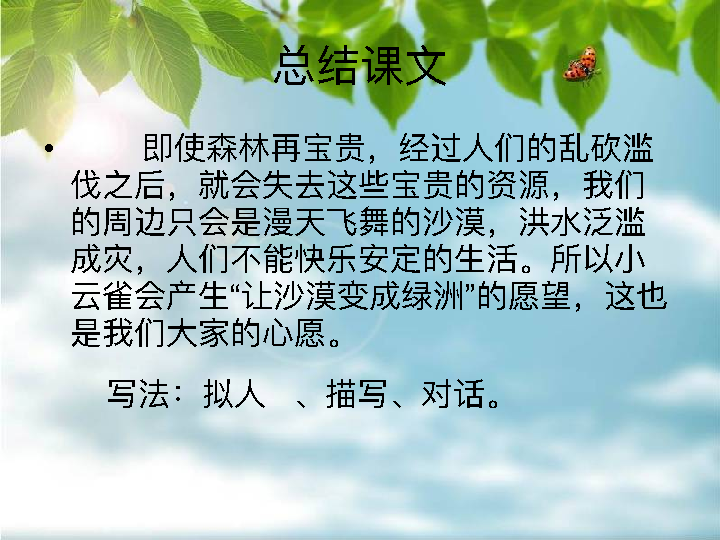 总结课文
• 即使森林再宝贵，经过人们的乱砍滥
伐之后，就会失去这些宝贵的资源，我们
的周边只会是漫天飞舞的沙漠，洪水泛滥
成灾，人们不能快乐安定的生活。所以小
云雀会产生“让沙漠变成绿洲”的愿望，这也
是我们大家的心愿。
写法：拟人 、描写、对话。